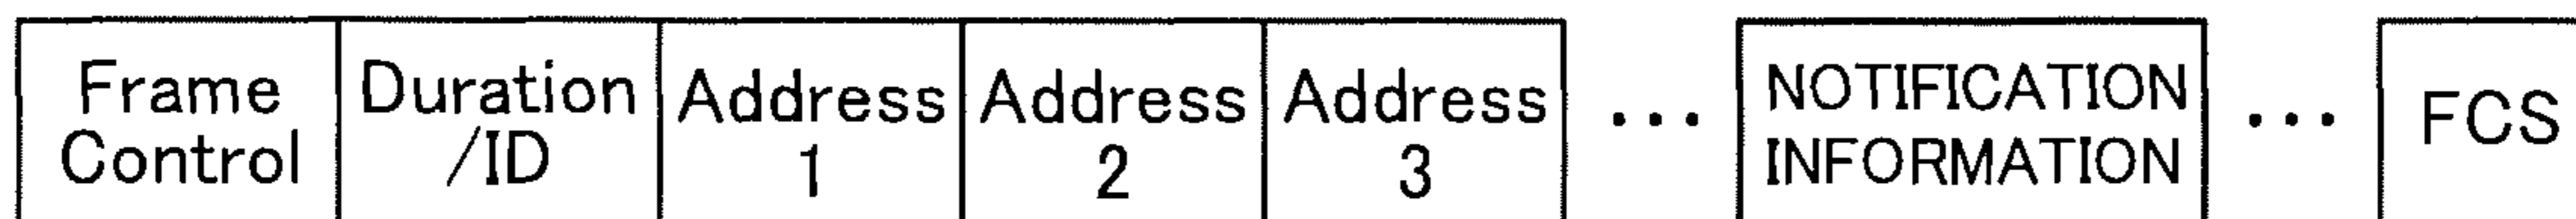 Frame
Control
Duration
/ID
Address
1
Address
2
Address
3
...
NOTIFICATION
INFORMATION
...
FCS